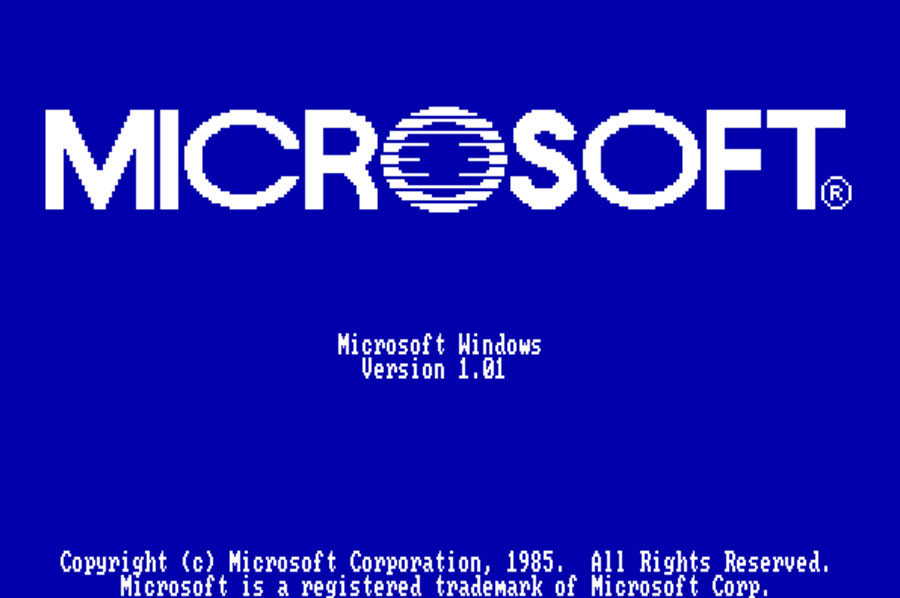 MICROSOFT®
Microsoft Windows
Version 1.01
Copyright (c) Microsoft Corporation, 1985.  All Rights Reserved.
Microsoft is a registered trademark of Microsoft Corp.